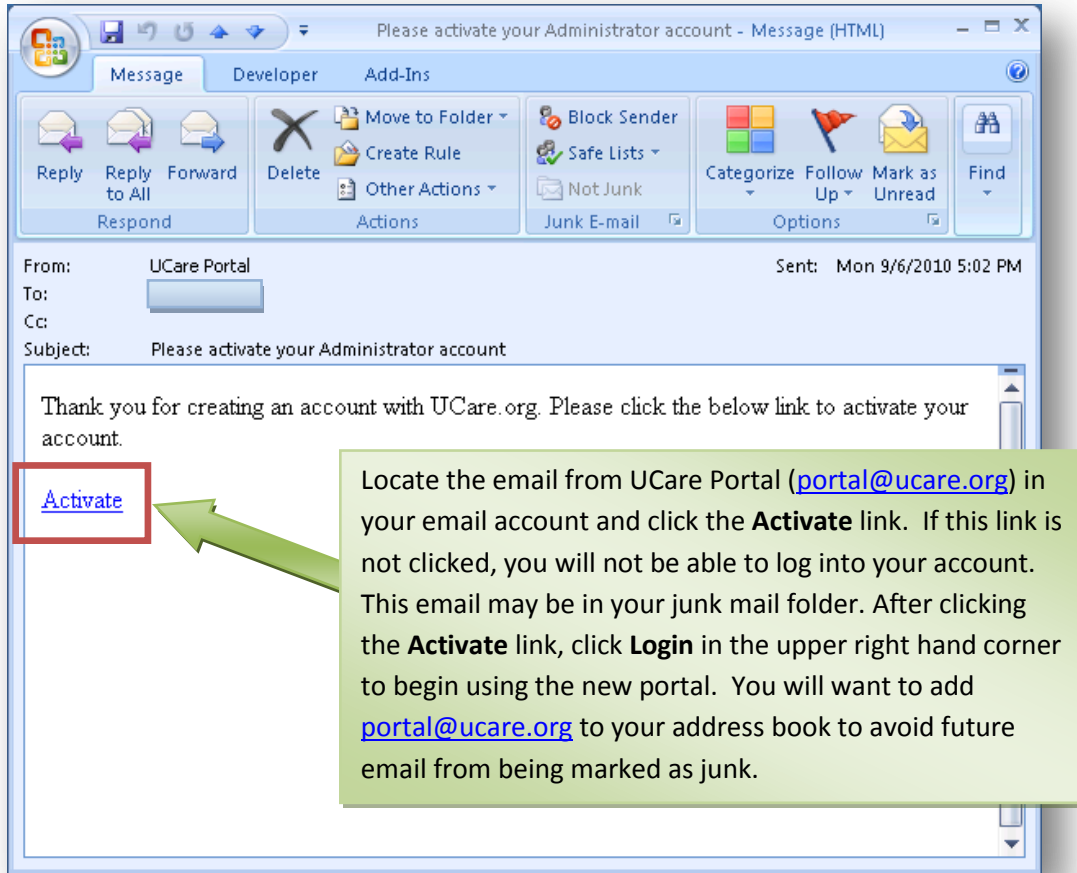 Please activate your Administrator account - Message (HTML)
Message Developer Add-Ins
Reply
Reply to All
Forward
Delete
Move to Folder
Create Rule
Other Actions
Block Sender
Safe Lists
Not Junk
Categorize
Follow Up
Mark as Unread
Find
Respond Actions Junk E-mail Options
From: UCare Portal Sent: Mon 9/6/2010 5:02 PM
To:
Cc:
Subject: Please activate your Administrator account
Thank you for creating an account with UCare.org. Please click the below link to activate your
account.
Activate
Locate the email from UCare Portal (portal@ucare.org) in
your email account and click the Activate link. If this link is
not clicked, you will not be able to log into your account.
This email may be in your junk mail folder. After clicking
the Activate link, click Login in the upper right hand corner
to begin using the new portal. You will want to add
portal@ucare.org to your address book to avoid future
email from being marked as junk.